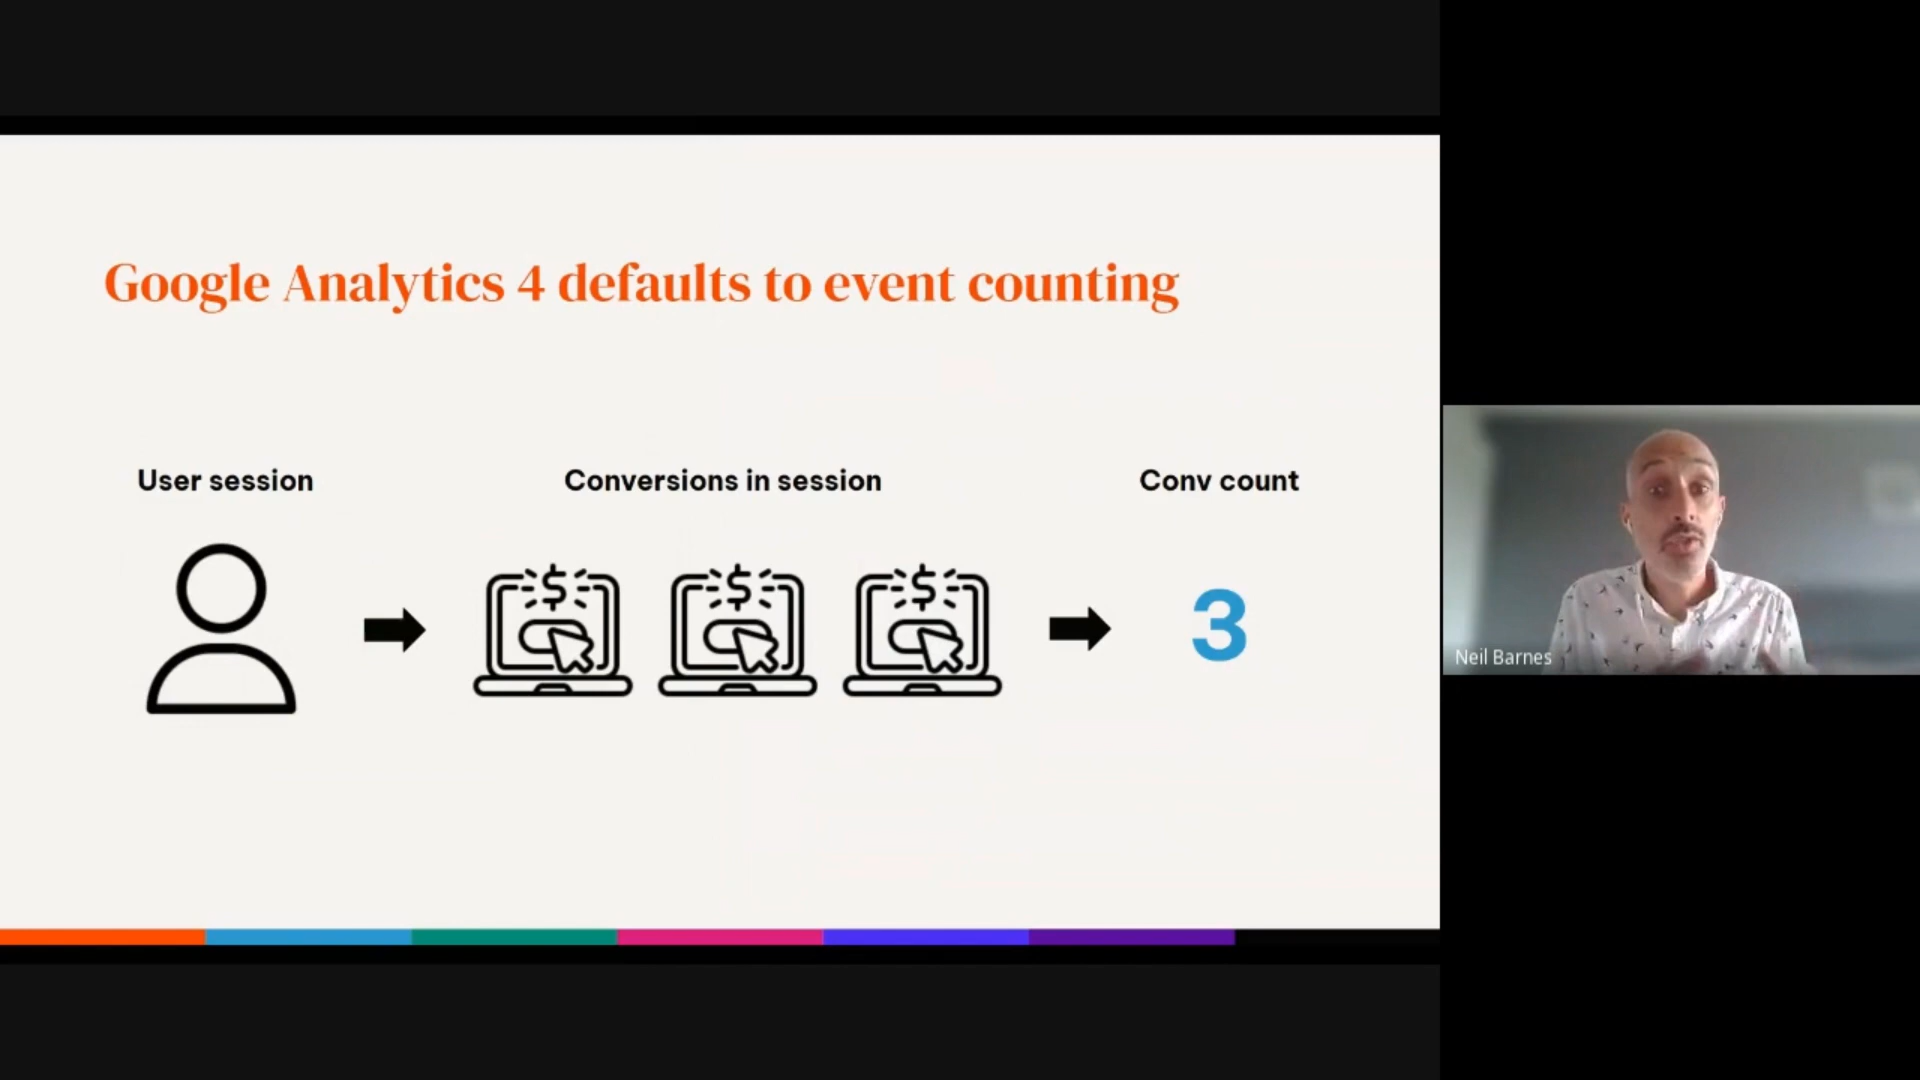 Google Analytics 4 defaults to event counting
User session
Conversions in session
Conv count
$
$
$
3
Neil Barnes